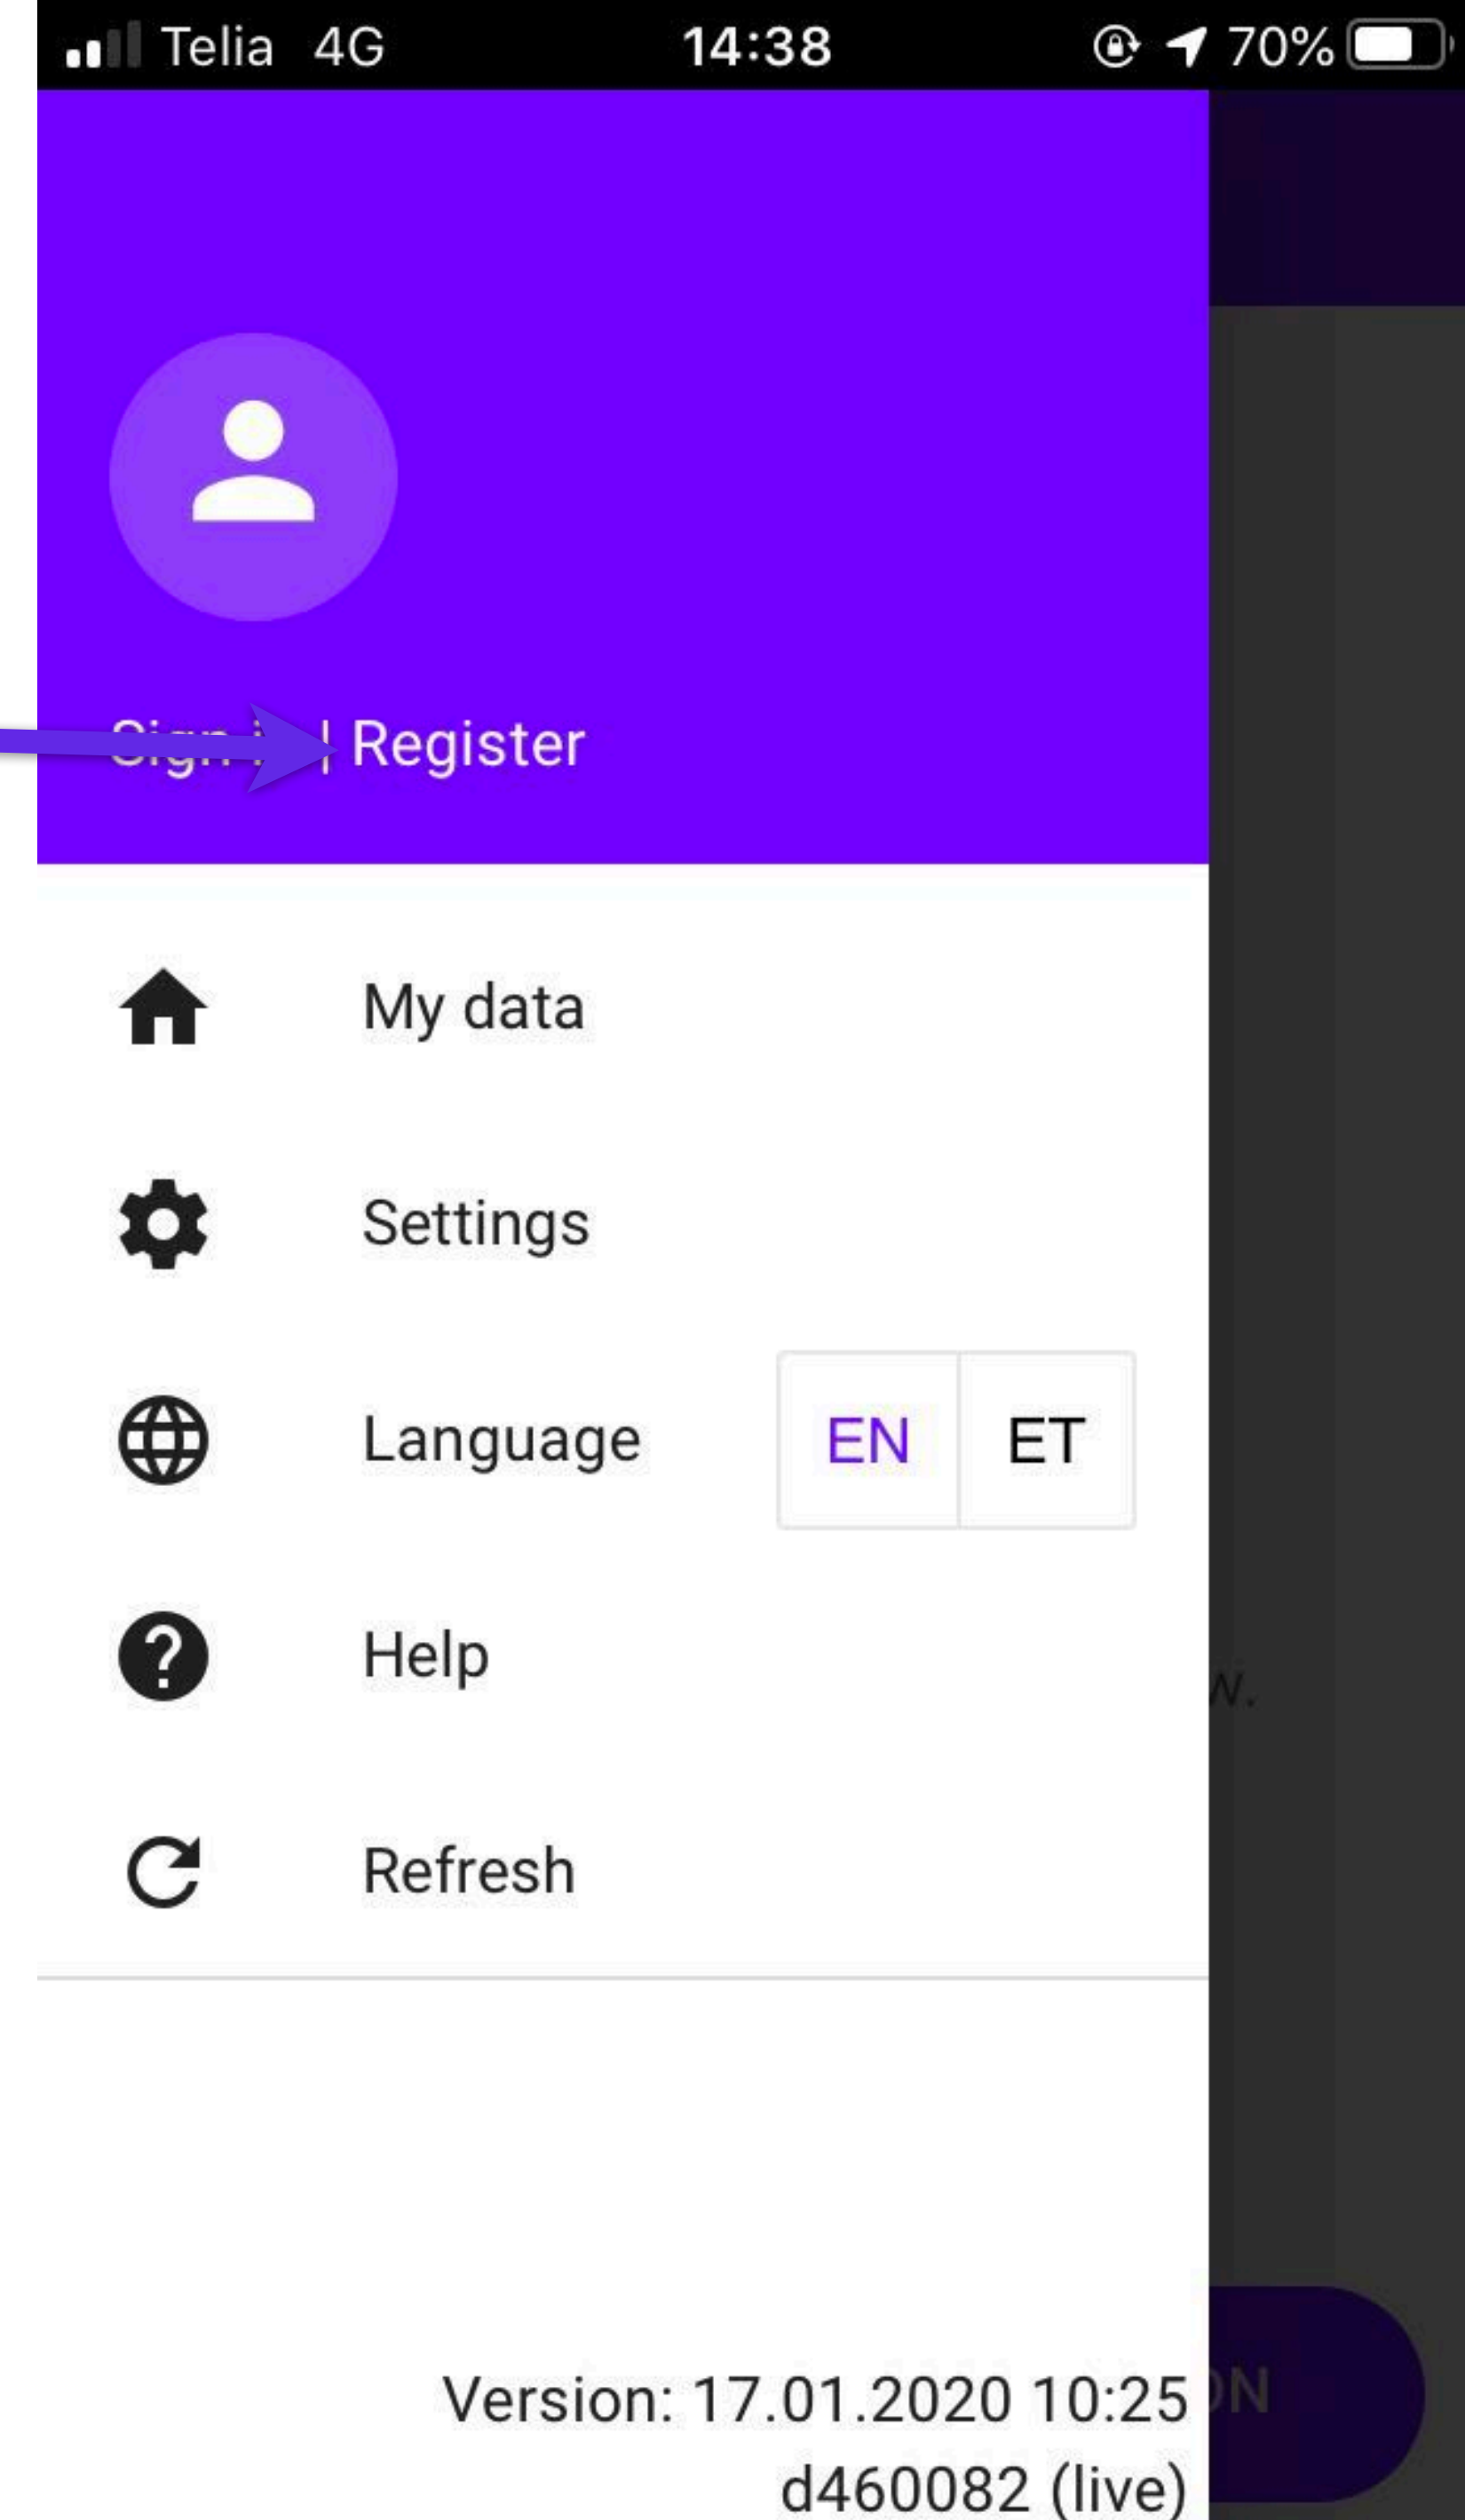 Telia 4G 14:38 70%
Sign | Register
My data
Settings
Language EN ET
Help
Refresh
Version: 17.01.2020 10:25
d460082 (live)